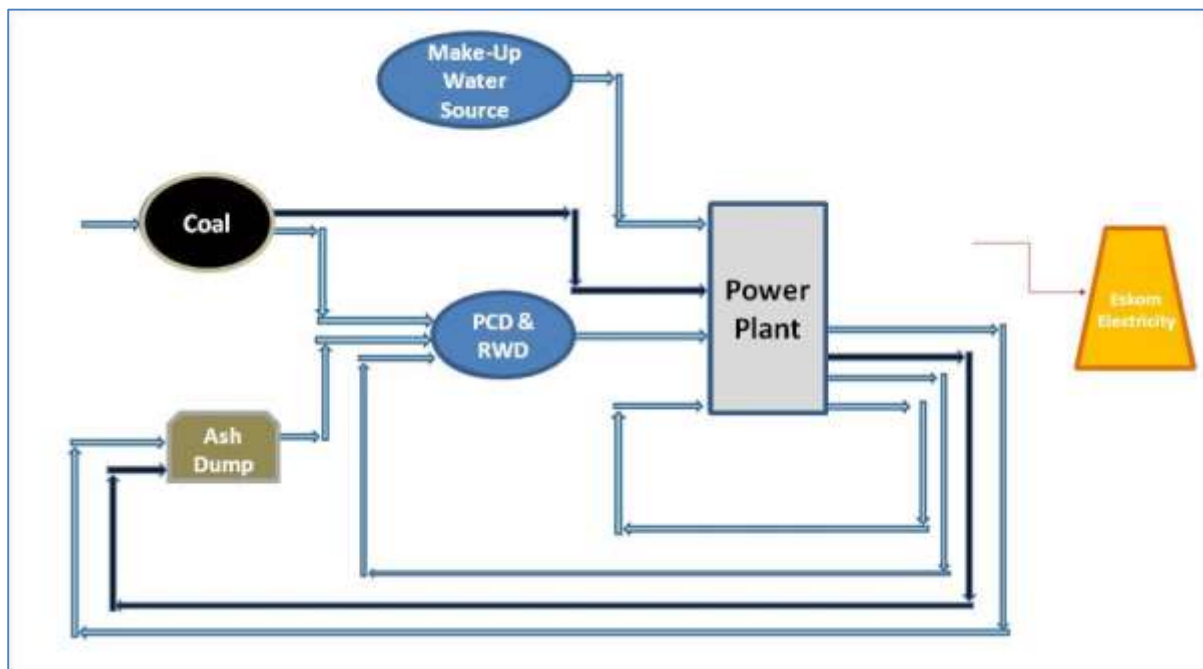 Make-Up
Water
Source
Coal
Power
Plant
PCD &
RWD
Eskom
Electricity
Ash
Dump